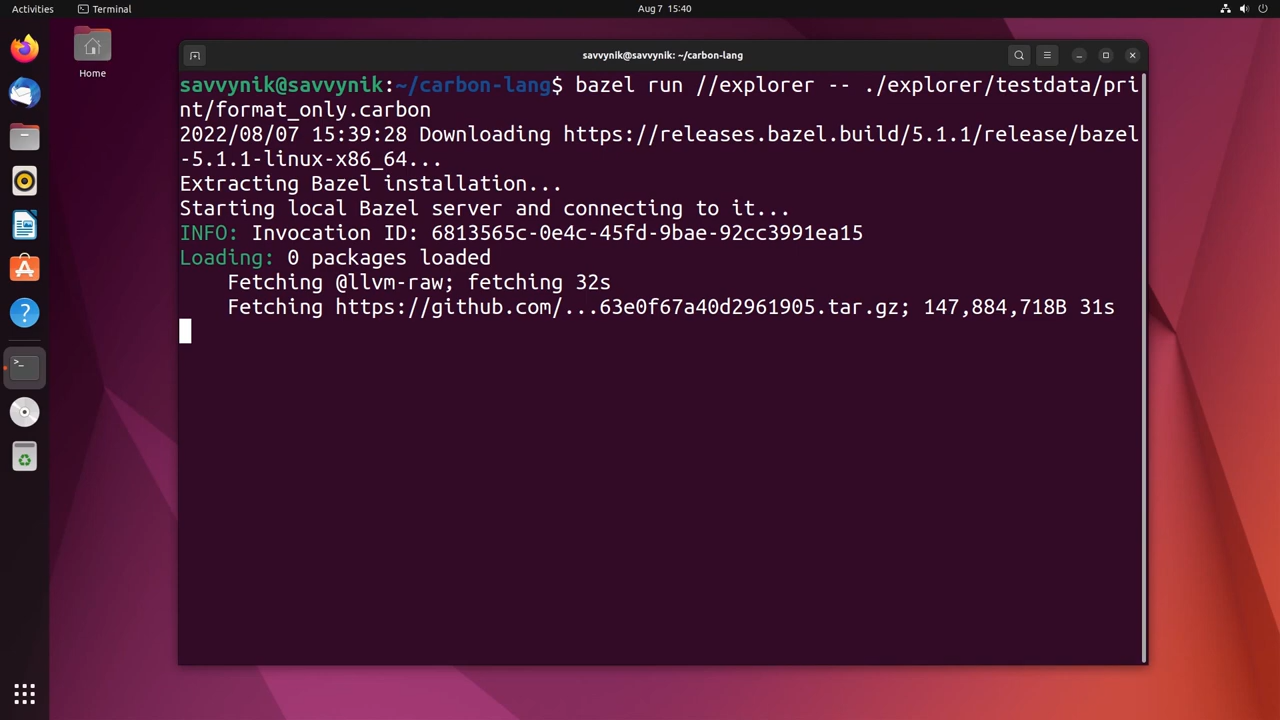 Activities
Terminal
Aug 7 15:40
Home
savvynik@savvynik: ~/carbon-lang
savvynik@savvynik:~/carbon-lang$ bazel run //explorer -- ./explorer/testdata/pri
nt/format_only.carbon
2022/08/07 15:39:28 Downloading https://releases.bazel.build/5.1.1/release/bazel
-5.1.1-linux-x86_64...
Extracting Bazel installation...
Starting local Bazel server and connecting to it...
INFO: Invocation ID: 6813565c-0e4c-45fd-9bae-92cc3991ea15
Loading: 0 packages loaded
    Fetching @llvm-raw; fetching 32s
    Fetching https://github.com/...63e0f67a40d2961905.tar.gz; 147,884,718B 31s